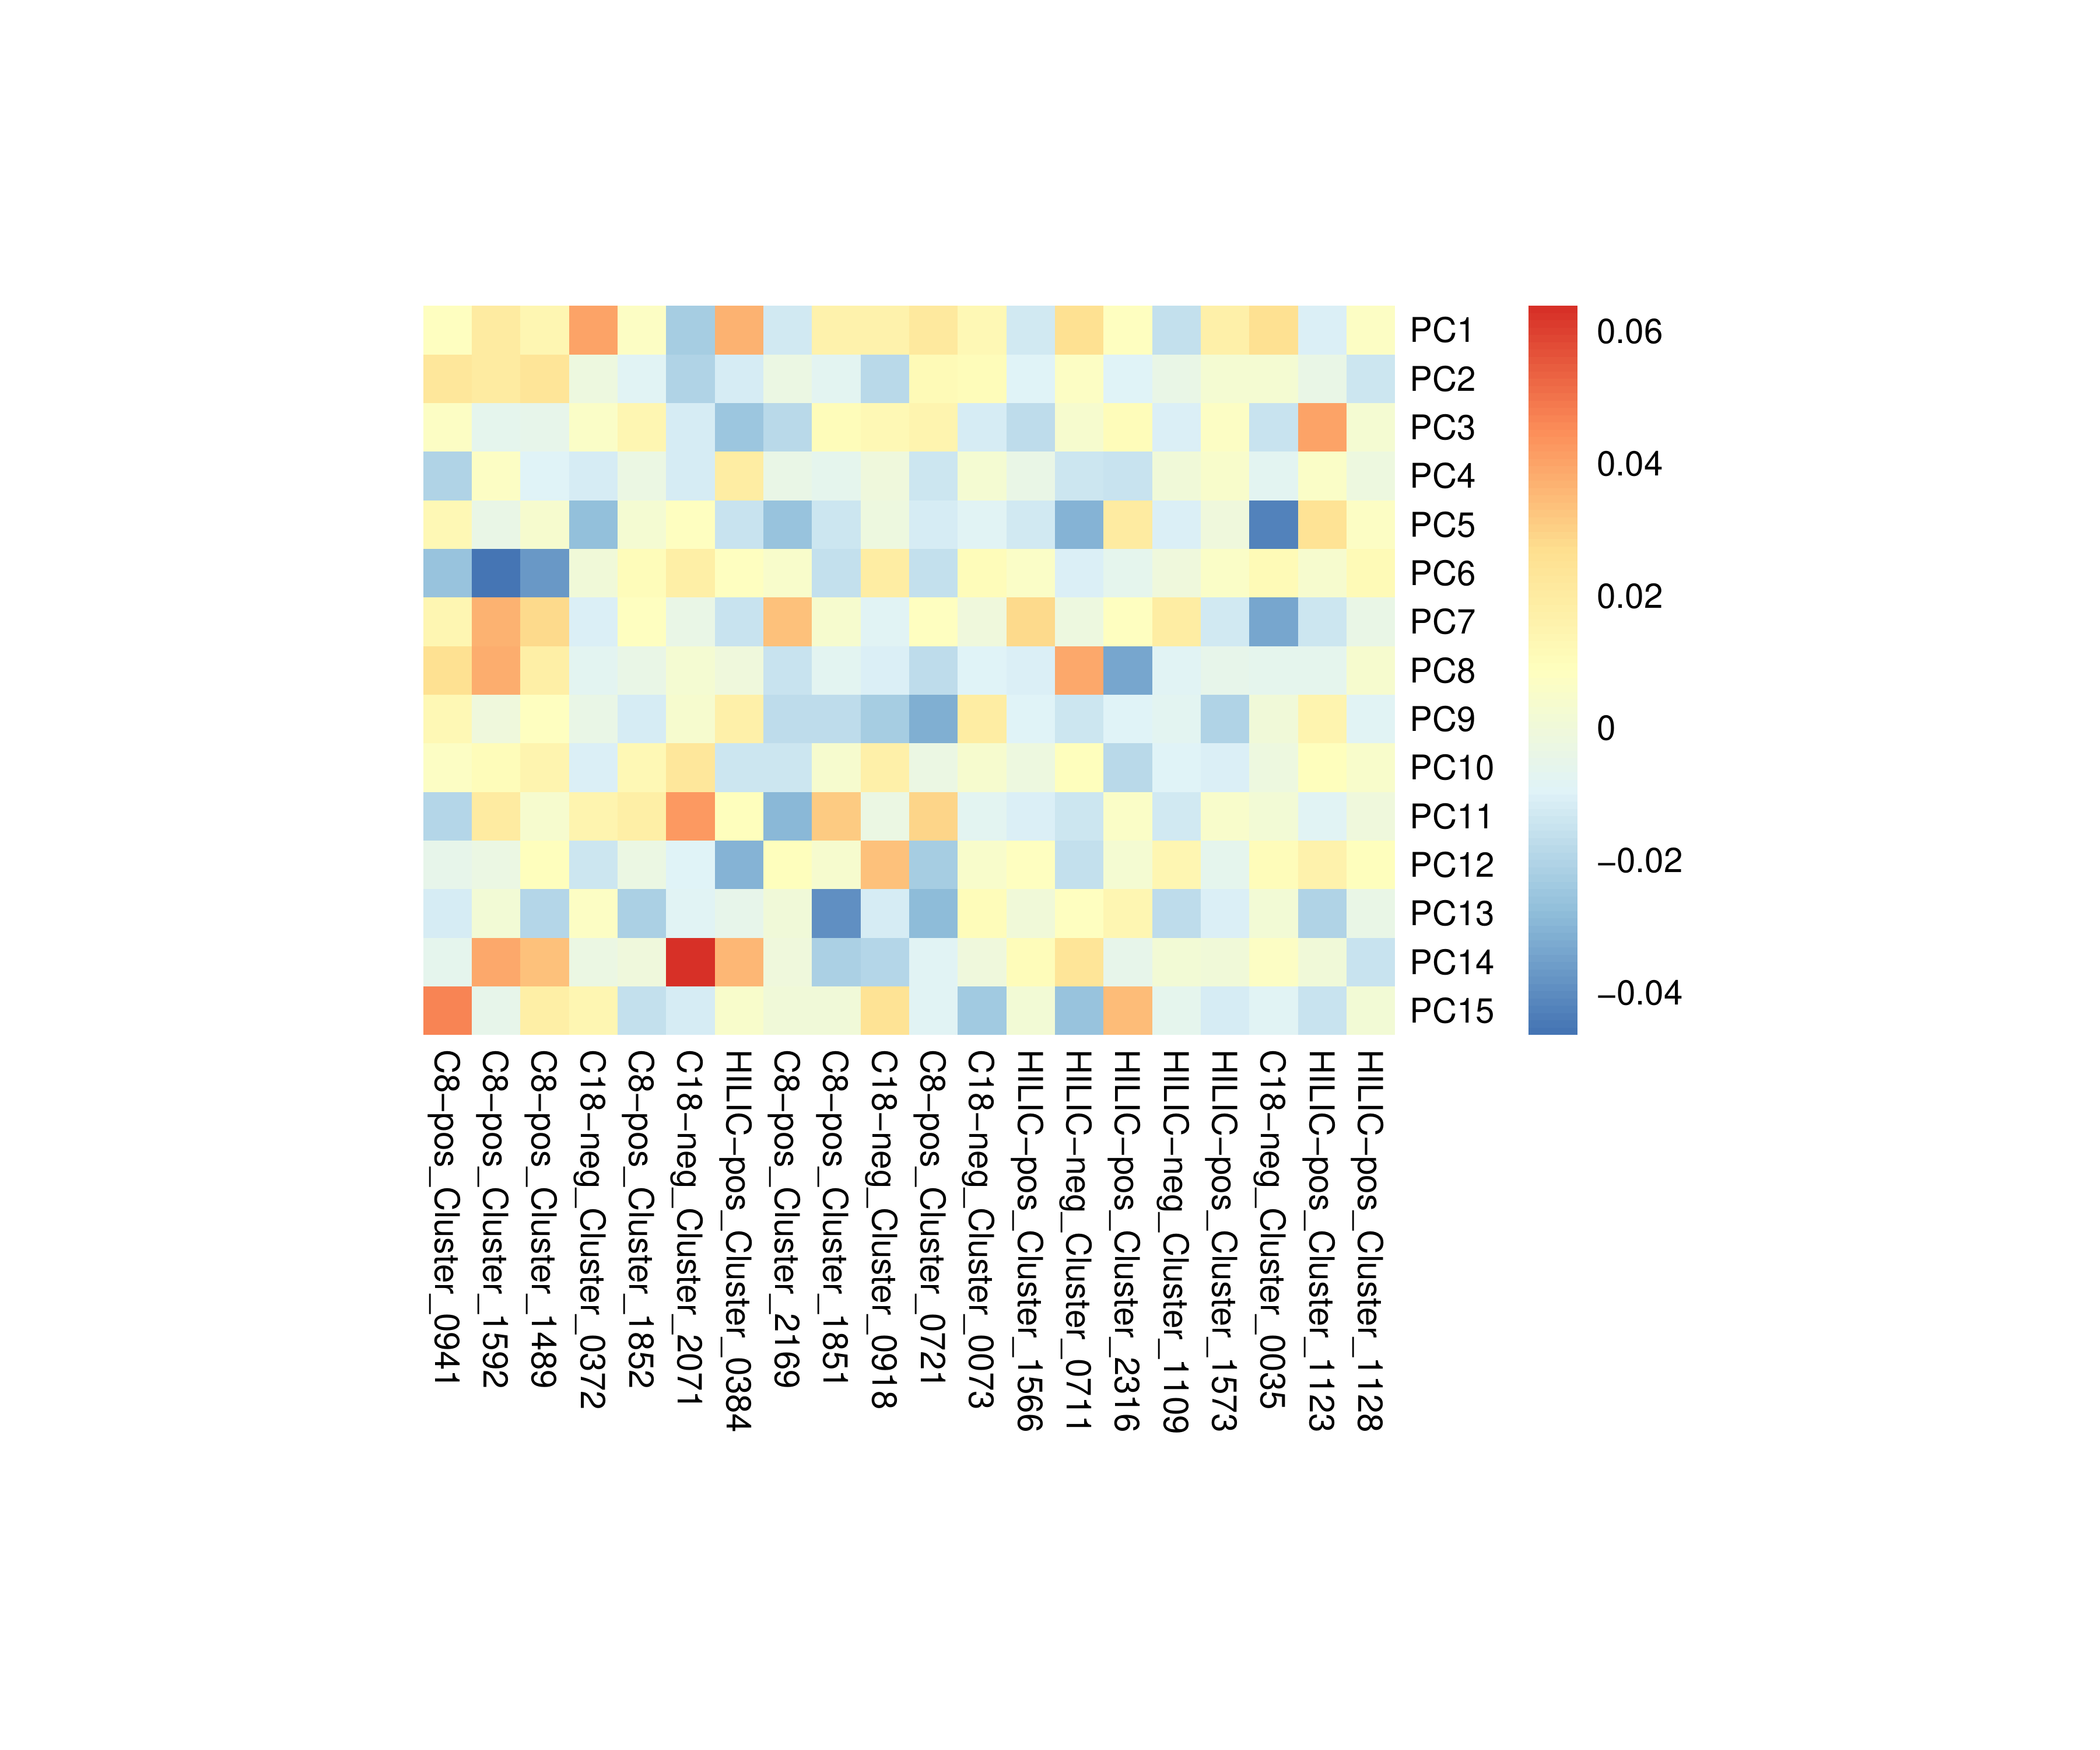 PC1
PC2
PC3
PC4
PC5
PC6
PC7
PC8
PC9
PC10
PC11
PC12
PC13
PC14
PC15
0.06
0.04
0.02
0
−0.02
−0.04
C8−pos_Cluster_0941
C8−pos_Cluster_1592
C8−pos_Cluster_1489
C18−neg_Cluster_0372
C8−pos_Cluster_1852
C18−neg_Cluster_2071
HILIC−pos_Cluster_0384
C8−pos_Cluster_2169
C8−pos_Cluster_1851
C18−neg_Cluster_0918
C8−pos_Cluster_0721
C18−neg_Cluster_0073
HILIC−pos_Cluster_1566
HILIC−neg_Cluster_0711
HILIC−pos_Cluster_2316
HILIC−neg_Cluster_1109
HILIC−pos_Cluster_1573
C18−neg_Cluster_0035
HILIC−pos_Cluster_1123
HILIC−pos_Cluster_1128